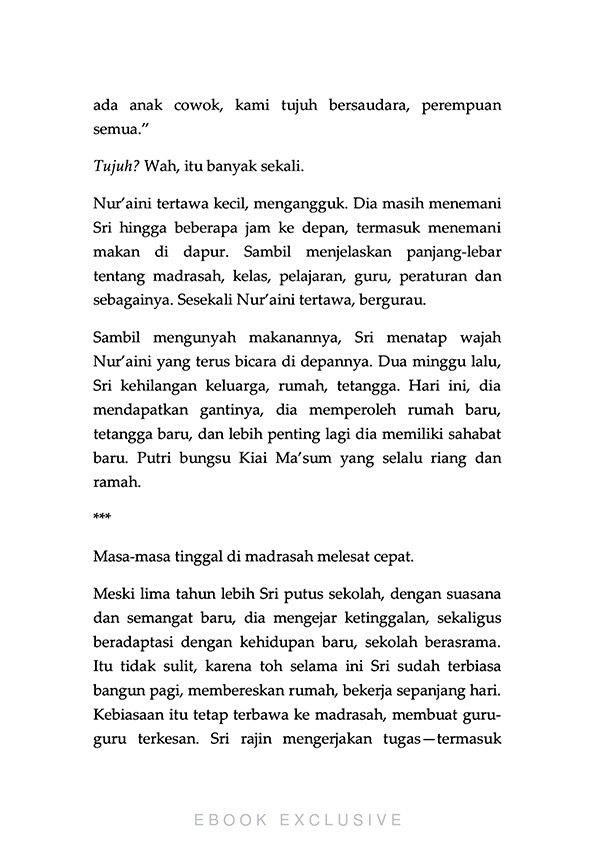 ada anak cowok, kami tujuh bersaudara, perempuan
semua.”
Tujuh? Wah, itu banyak sekali.
Nur’aini tertawa kecil, mengangguk. Dia masih menemani
Sri hingga beberapa jam ke depan, termasuk menemani
makan di dapur. Sambil menjelaskan panjang-lebar
tentang madrasah, kelas, pelajaran, guru, peraturan dan
sebagainya. Sesekali Nur’aini tertawa, bergurau.
Sambil mengunyah makanannya, Sri menatap wajah
Nur’aini yang terus bicara di depannya. Dua minggu lalu,
Sri kehilangan keluarga, rumah, tetangga. Hari ini, dia
mendapatkan gantinya, dia memperoleh rumah baru,
tetangga baru, dan lebih penting lagi dia memiliki sahabat
baru. Putri bungsu Kiai Ma’sum yang selalu riang dan
ramah.
***
Masa-masa tinggal di madrasah melesat cepat.
Meski lima tahun lebih Sri putus sekolah, dengan suasana
dan semangat baru, dia mengejar ketinggalan, sekaligus
beradaptasi dengan kehidupan baru, sekolah berasrama.
Itu tidak sulit, karena toh selama ini Sri sudah terbiasa
bangun pagi, membereskan rumah, bekerja sepanjang hari.
Kebiasaan itu tetap terbawa ke madrasah, membuat guru-
guru terkesan. Sri rajin mengerjakan tugas—termasuk
EBOOK EXCLUSIVE